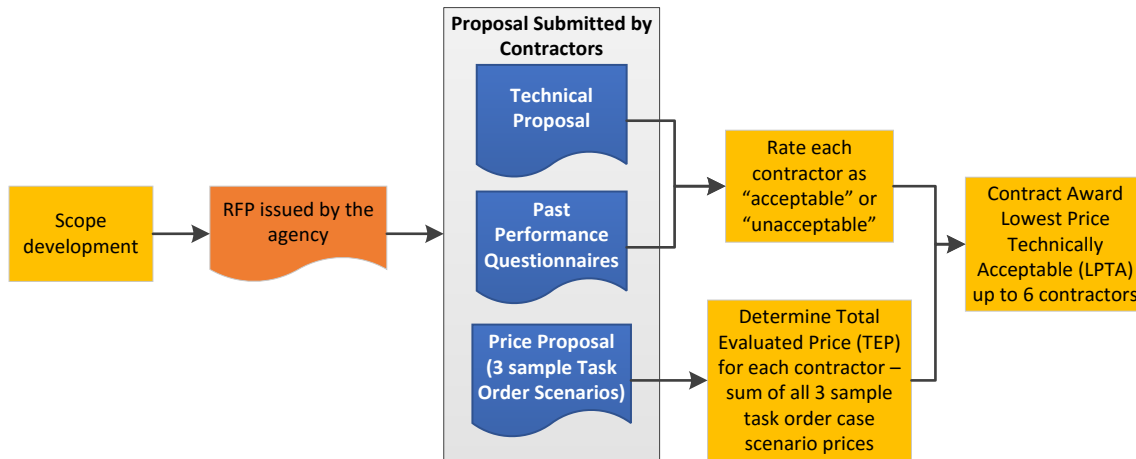 Scope
development
RFP issued by the
agency
Proposal Submitted by
Contractors
Technical
Proposal
Past
Performance
Questionnaires
Price Proposal
(3 sample Task
Order Scenarios)
Rate each
contractor as
“acceptable” or
“unacceptable”
Determine Total
Evaluated Price (TEP)
for each contractor –
sum of all 3 sample
task order case
scenario prices
Contract Award
Lowest Price
Technically
Acceptable (LPTA)
up to 6 contractors